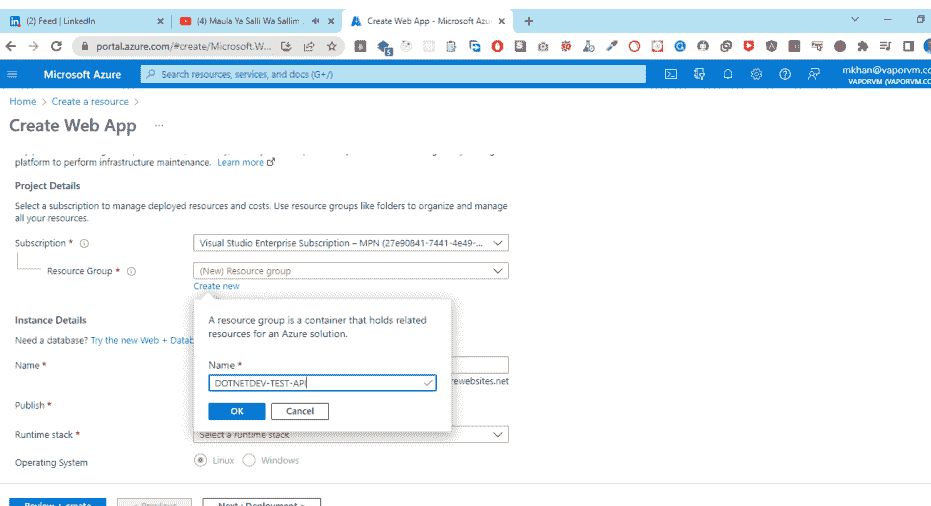 (2) Feed | LinkedIn
(4) Maula Ya Salli Wa Sallim
Create Web App - Microsoft Azu
portal.azure.com/#create/Microsoft.W...
Microsoft Azure
Search resources, services, and docs (G+/)
mkhan@vaporvm.co
VAPORVM (VAPORVM.CO
Home > Create a resource >
Create Web App ...
platform to perform infrastructure maintenance. Learn more
Project Details
Select a subscription to manage deployed resources and costs. Use resource groups like folders to organize and manage
all your resources.
Subscription *
Visual Studio Enterprise Subscription – MPN (27e90841-7441-4e49-...
Resource Group *
(New) Resource group
Create new
A resource group is a container that holds related
resources for an Azure solution.
Name *
DOTNETDEV-TEST-API
OK
Cancel
Instance Details
Need a database? Try the new Web + Datab
Name *
rewebsites.net
Publish *
Runtime stack *
Select a runtime stack
Operating System
Linux
Windows
Review + create
< Previous
Next : Deployment >